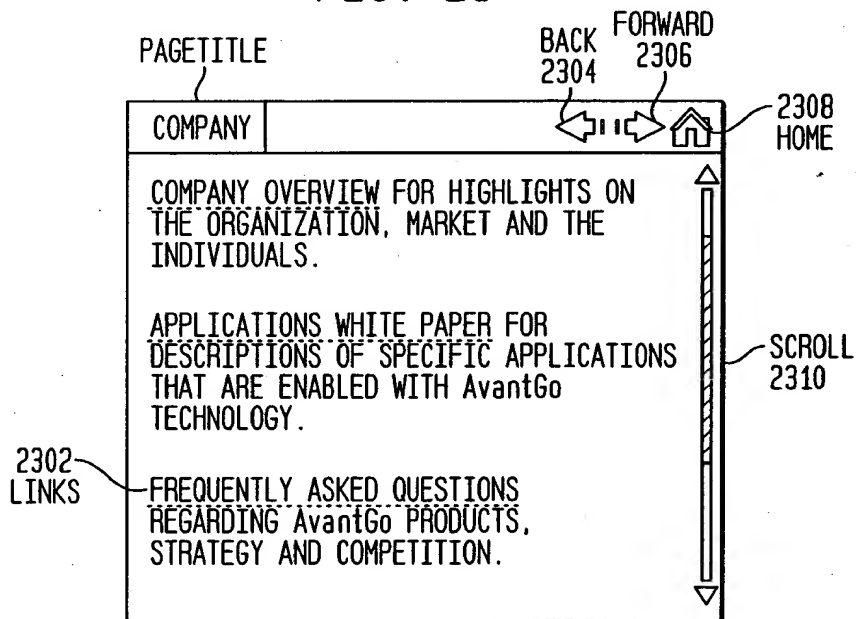 PAGETITLE
BACK
2304
FORWARD
2306
2308
HOME
COMPANY
COMPANY OVERVIEW FOR HIGHLIGHTS ON
THE ORGANIZATION, MARKET AND THE
INDIVIDUALS.
APPLICATIONS WHITE PAPER FOR
DESCRIPTIONS OF SPECIFIC APPLICATIONS
THAT ARE ENABLED WITH AvantGo
TECHNOLOGY.
SCROLL
2310
2302
LINKS
FREQUENTLY ASKED QUESTIONS
REGARDING AvantGo PRODUCTS,
STRATEGY AND COMPETITION.